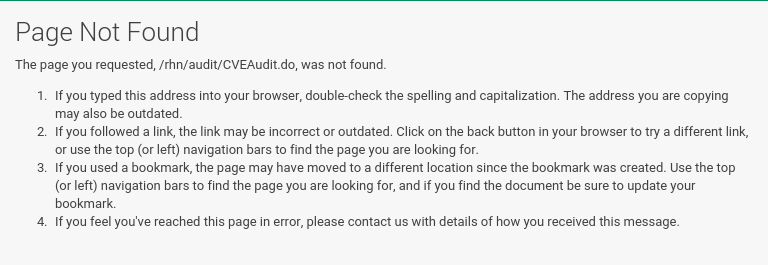 Page Not Found
The page you requested, /rhn/audit/CVEAudit.do, was not found.
1. If you typed this address into your browser, double-check the spelling and capitalization. The address you are copying
may also be outdated.
2. If you followed a link, the link may be incorrect or outdated. Click on the back button in your browser to try a different link,
or use the top (or left) navigation bars to find the page you are looking for.
3. If you used a bookmark, the page may have moved to a different location since the bookmark was created. Use the top
(or left) navigation bars to find the page you are looking for, and if you find the document be sure to update your
bookmark.
4. If you feel you've reached this page in error, please contact us with details of how you received this message.